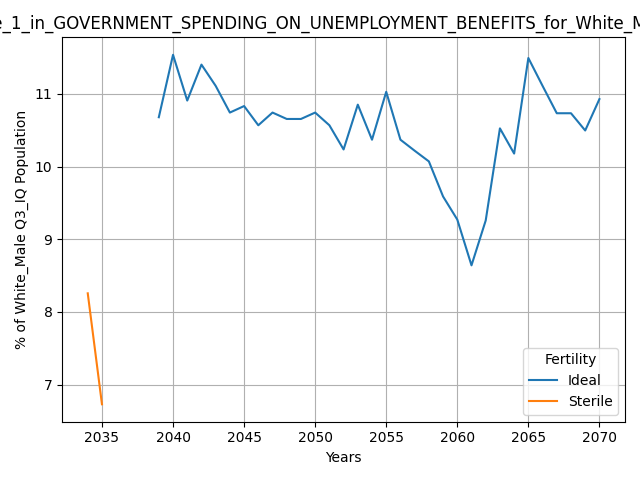 e_1_in_GOVERNMENT_SPENDING_ON_UNEMPLOYMENT_BENEFITS_for_White_M
% of White_Male Q3_IQ Population
11
10
9
8
7
2035 2040 2045 2050 2055 2060 2065 2070
Years
Fertility
Ideal
Sterile